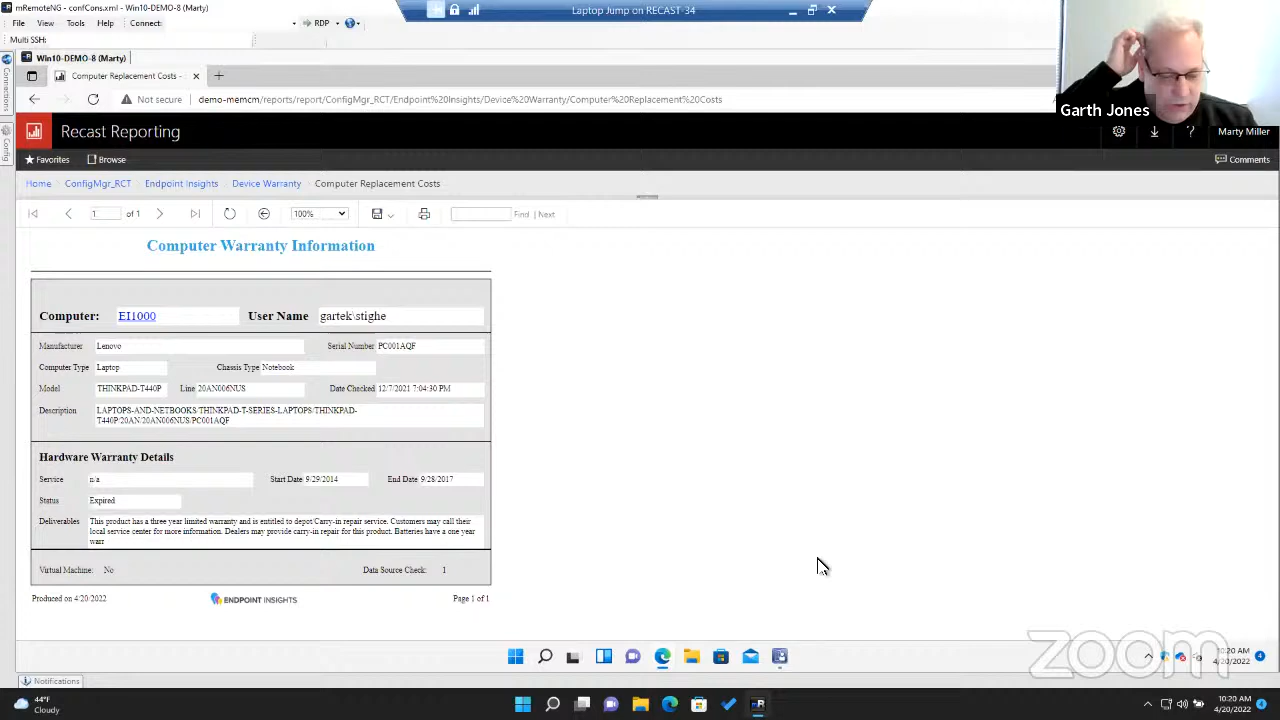 mRemoteNG - confCons.xml - Win10-DEMO-8 (Marty)
Laptop Jump on RECAST-34
File View Tools Help Connect: RDP
Multi SSH:
Win10-DEMO-8 (Marty)
Connections
Config
Computer Replacement Costs -
Not secure demo-memcm/reports/report/ConfigMgr_RCT/Endpoint%20Insights/Device%20Warranty/Computer%20Replacement%20Costs
Garth Jones
Recast Reporting
Marty Miller
Favorites Browse
Comments
Home ConfigMgr_RCT Endpoint Insights Device Warranty Computer Replacement Costs
1 of 1 100% Find | Next
Computer Warranty Information
Computer: EI1000 User Name gartek\stighe
Manufacturer Lenovo Serial Number PC001AQF
Computer Type Laptop Chassis Type Notebook
Model THINKPAD-T440P Line 20AN006NUS Date Checked 12/7/2021 7:04:30 PM
Description LAPTOPS-AND-NETBOOKS/THINKPAD-T-SERIES-LAPTOPS/THINKPAD-
T440P/20AN/20AN006NUS/PC001AQF
Hardware Warranty Details
Service n/a Start Date 9/29/2014 End Date 9/28/2017
Status Expired
Deliverables This product has a three year limited warranty and is entitled to depot/Carry-in repair service. Customers may call their
local service center for more information. Dealers may provide carry-in repair for this product. Batteries have a one year
warr
Virtual Machine: No Data Source Check: 1
Produced on 4/20/2022 ENDPOINT INSIGHTS Page 1 of 1
zoom
10:20 AM
4/20/2022
Notifications
44°F
Cloudy
10:20 AM
4/20/2022